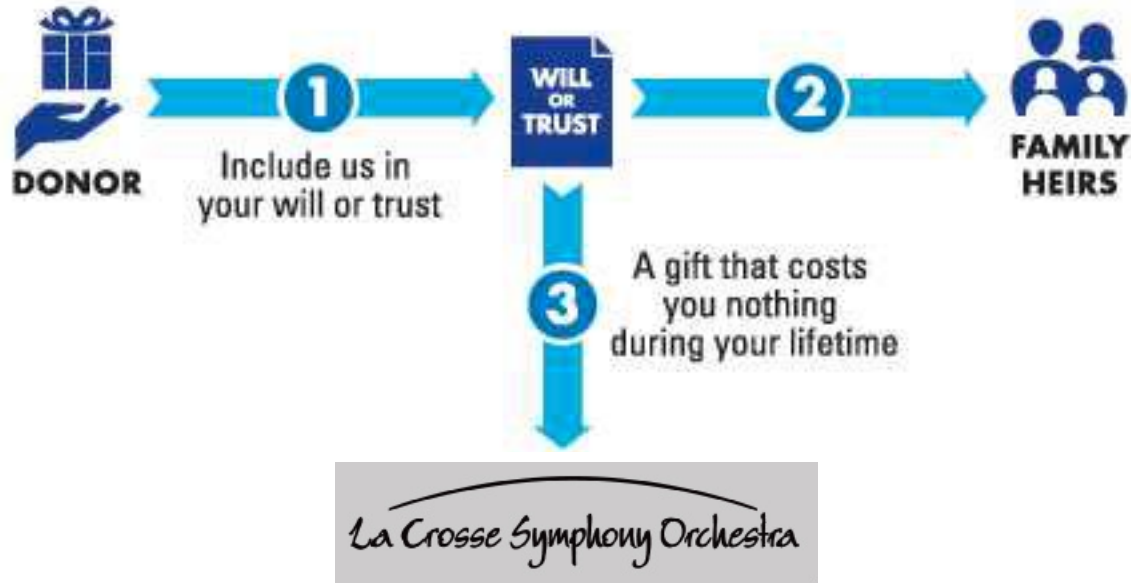 DONOR
1
Include us in
your will or trust
WILL
OR
TRUST
2
FAMILY
HEIRS
3
A gift that costs
you nothing
during your lifetime
La Crosse Symphony Orchestra